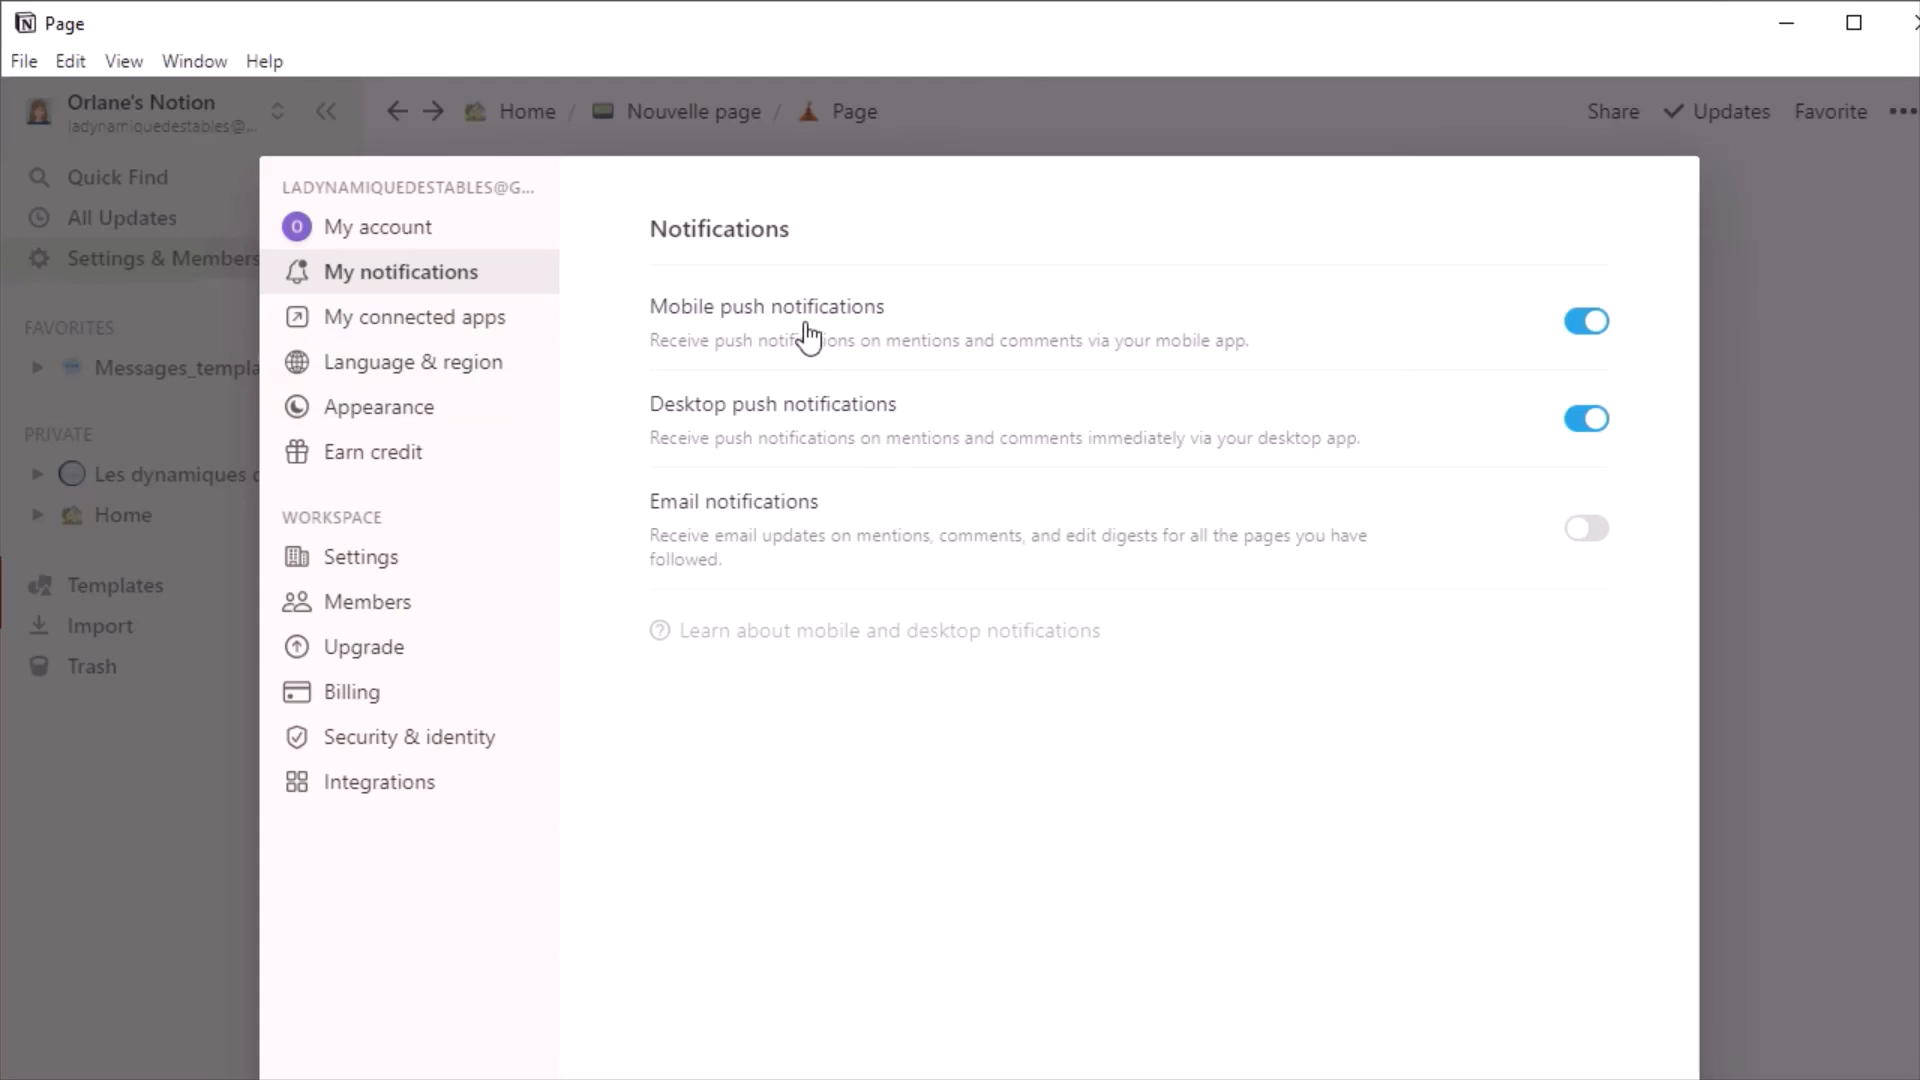 Page
File Edit View Window Help
Orlane's Notion
ladynamiquedestables@...
Home / Nouvelle page / Page
Share Updates Favorite
Quick Find
All Updates
Settings & Members
FAVORITES
Messages_templa
PRIVATE
Les dynamiques
Home
Templates
Import
Trash
LADYNAMIQUEDESTABLES@G...
O My account
My notifications
My connected apps
Language & region
Appearance
Earn credit
WORKSPACE
Settings
Members
Upgrade
Billing
Security & identity
Integrations
Notifications
Mobile push notifications
Receive push notifications on mentions and comments via your mobile app.
Desktop push notifications
Receive push notifications on mentions and comments immediately via your desktop app.
Email notifications
Receive email updates on mentions, comments, and edit digests for all the pages you have
followed.
Learn about mobile and desktop notifications